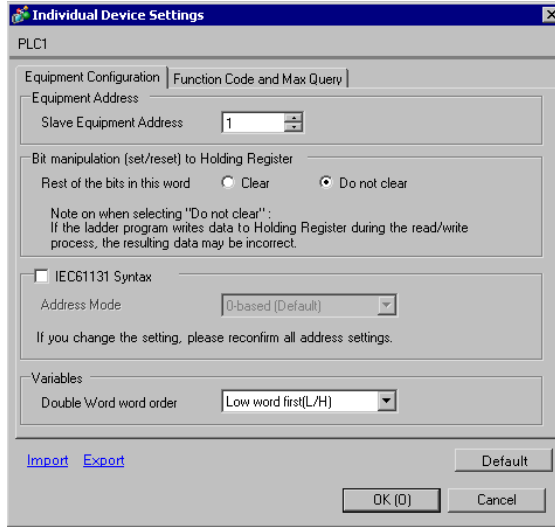 Individual Device Settings
PLC1
Equipment Configuration Function Code and Max Query
Equipment Address
Slave Equipment Address 1
Bit manipulation (set/reset) to Holding Register
Rest of the bits in this word Clear Do not clear
Note on when selecting "Do not clear" :
If the ladder program writes data to Holding Register during the read/write
process, the resulting data may be incorrect.
IEC61131 Syntax
Address Mode 0-based (Default)
If you change the setting, please reconfirm all address settings.
Variables
Double Word word order Low word first(L/H)
Import Export Default
OK (O) Cancel